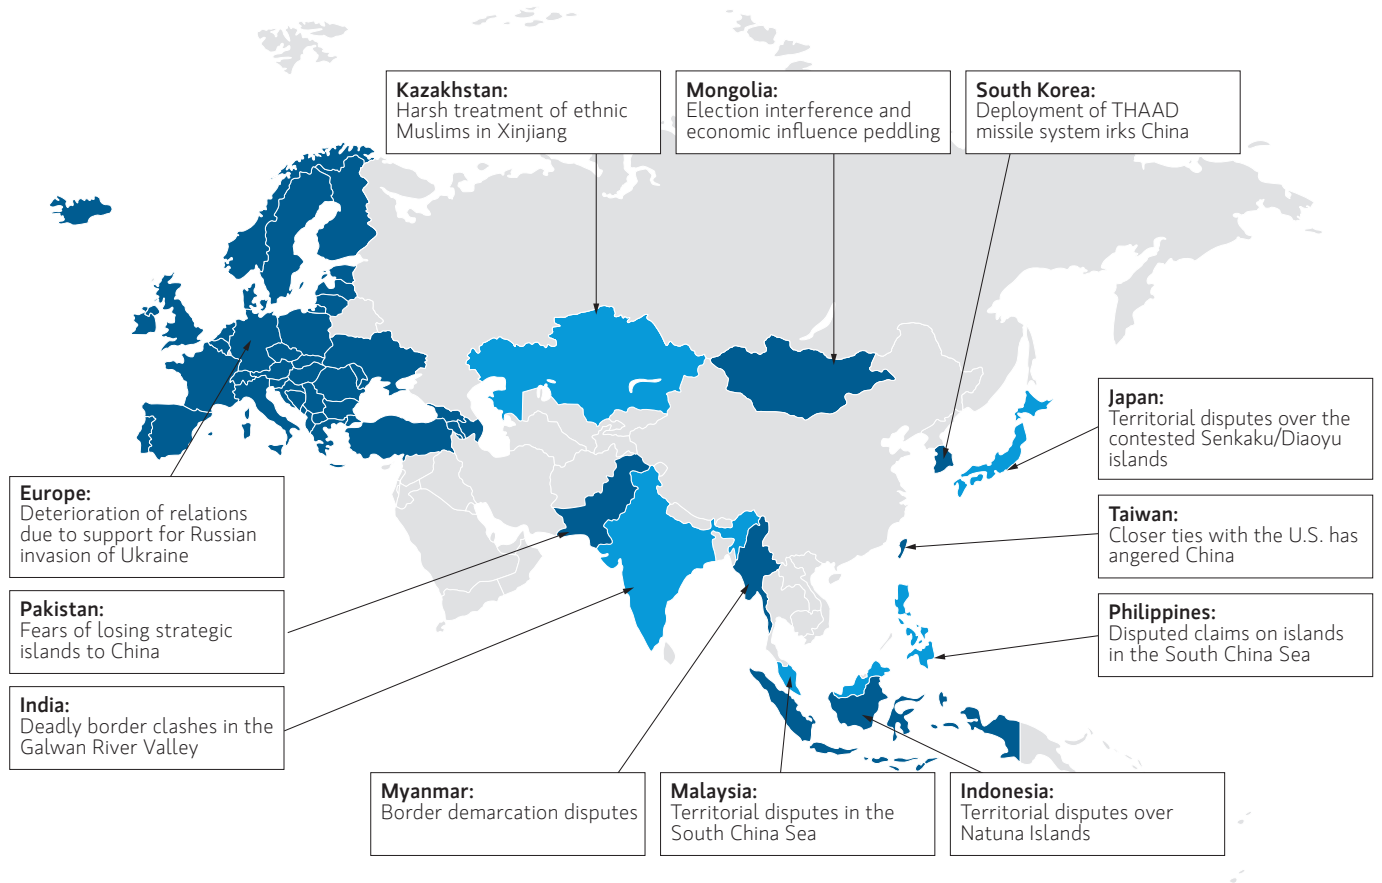 Kazakhstan:
Harsh treatment of ethnic
Muslims in Xinjiang
Mongolia:
Election interference and
economic influence peddling
South Korea:
Deployment of THAAD
missile system irks China
Japan:
Territorial disputes over the
contested Senkaku/Diaoyu
islands
Europe:
Deterioration of relations
due to support for Russian
invasion of Ukraine
Taiwan:
Closer ties with the U.S. has
angered China
Pakistan:
Fears of losing strategic
islands to China
Philippines:
Disputed claims on islands
in the South China Sea
India:
Deadly border clashes in the
Galwan River Valley
Myanmar:
Border demarcation disputes
Malaysia:
Territorial disputes in the
South China Sea
Indonesia:
Territorial disputes over
Natuna Islands